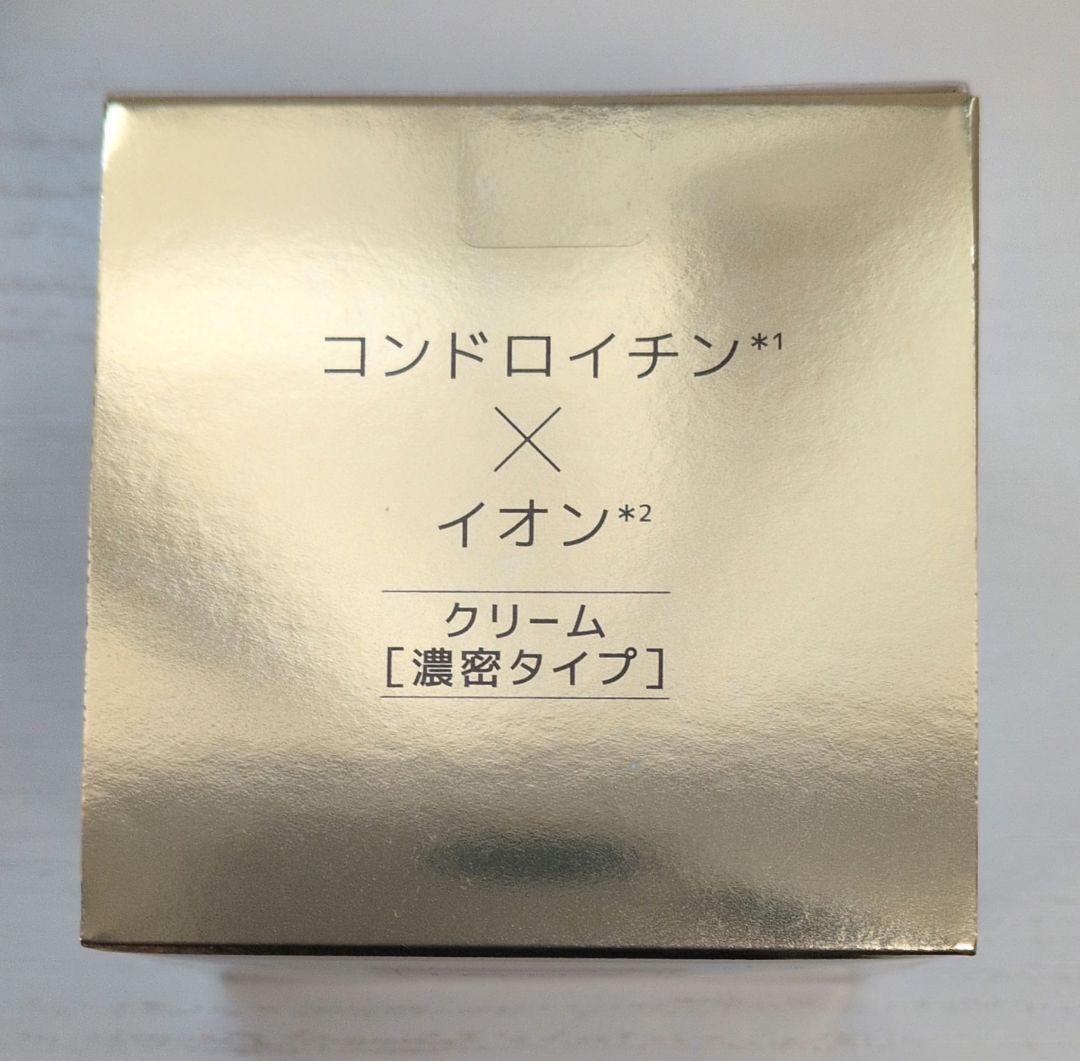 コンドロイチン*1
×
イオン*2
クリーム
[濃密タイプ]